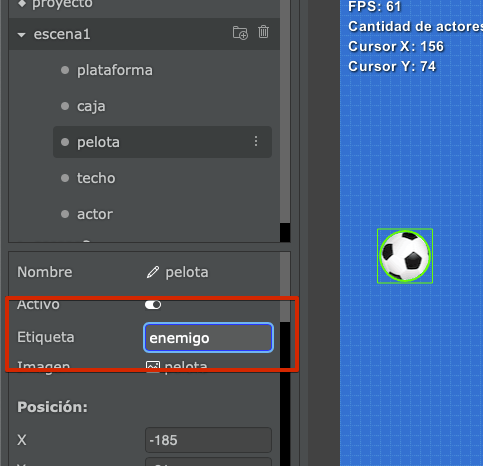 proyecto
escena1
plataforma
caja
pelota
techo
actor
Nombre pelota
Activo
Etiqueta enemigo
Imagen pelota
Posición:
X -185
FPS: 61
Cantidad de actores
Cursor X: 156
Cursor Y: 74